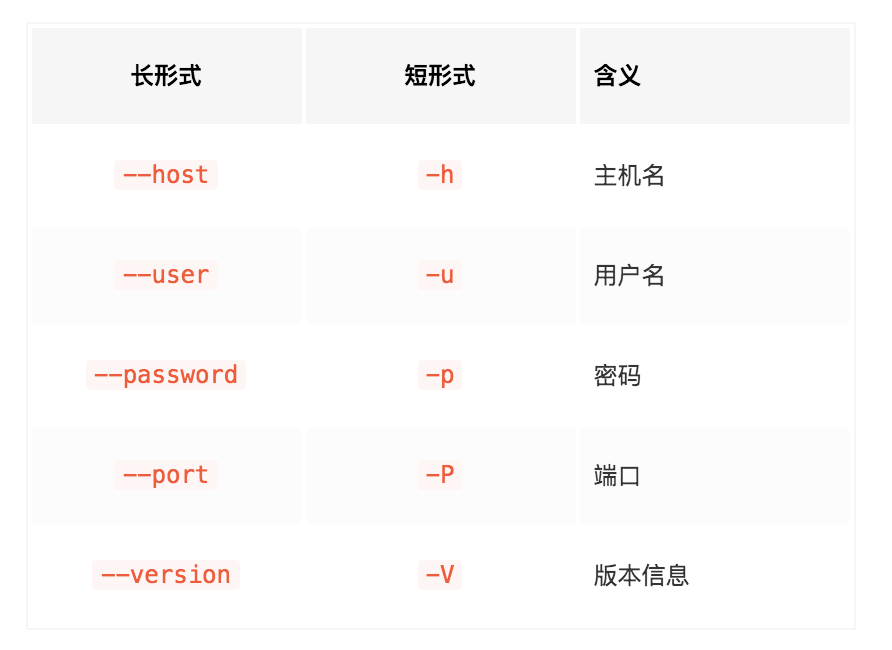 长形式 短形式 含义
--host -h 主机名
--user -u 用户名
--password -p 密码
--port -P 端口
--version -V 版本信息